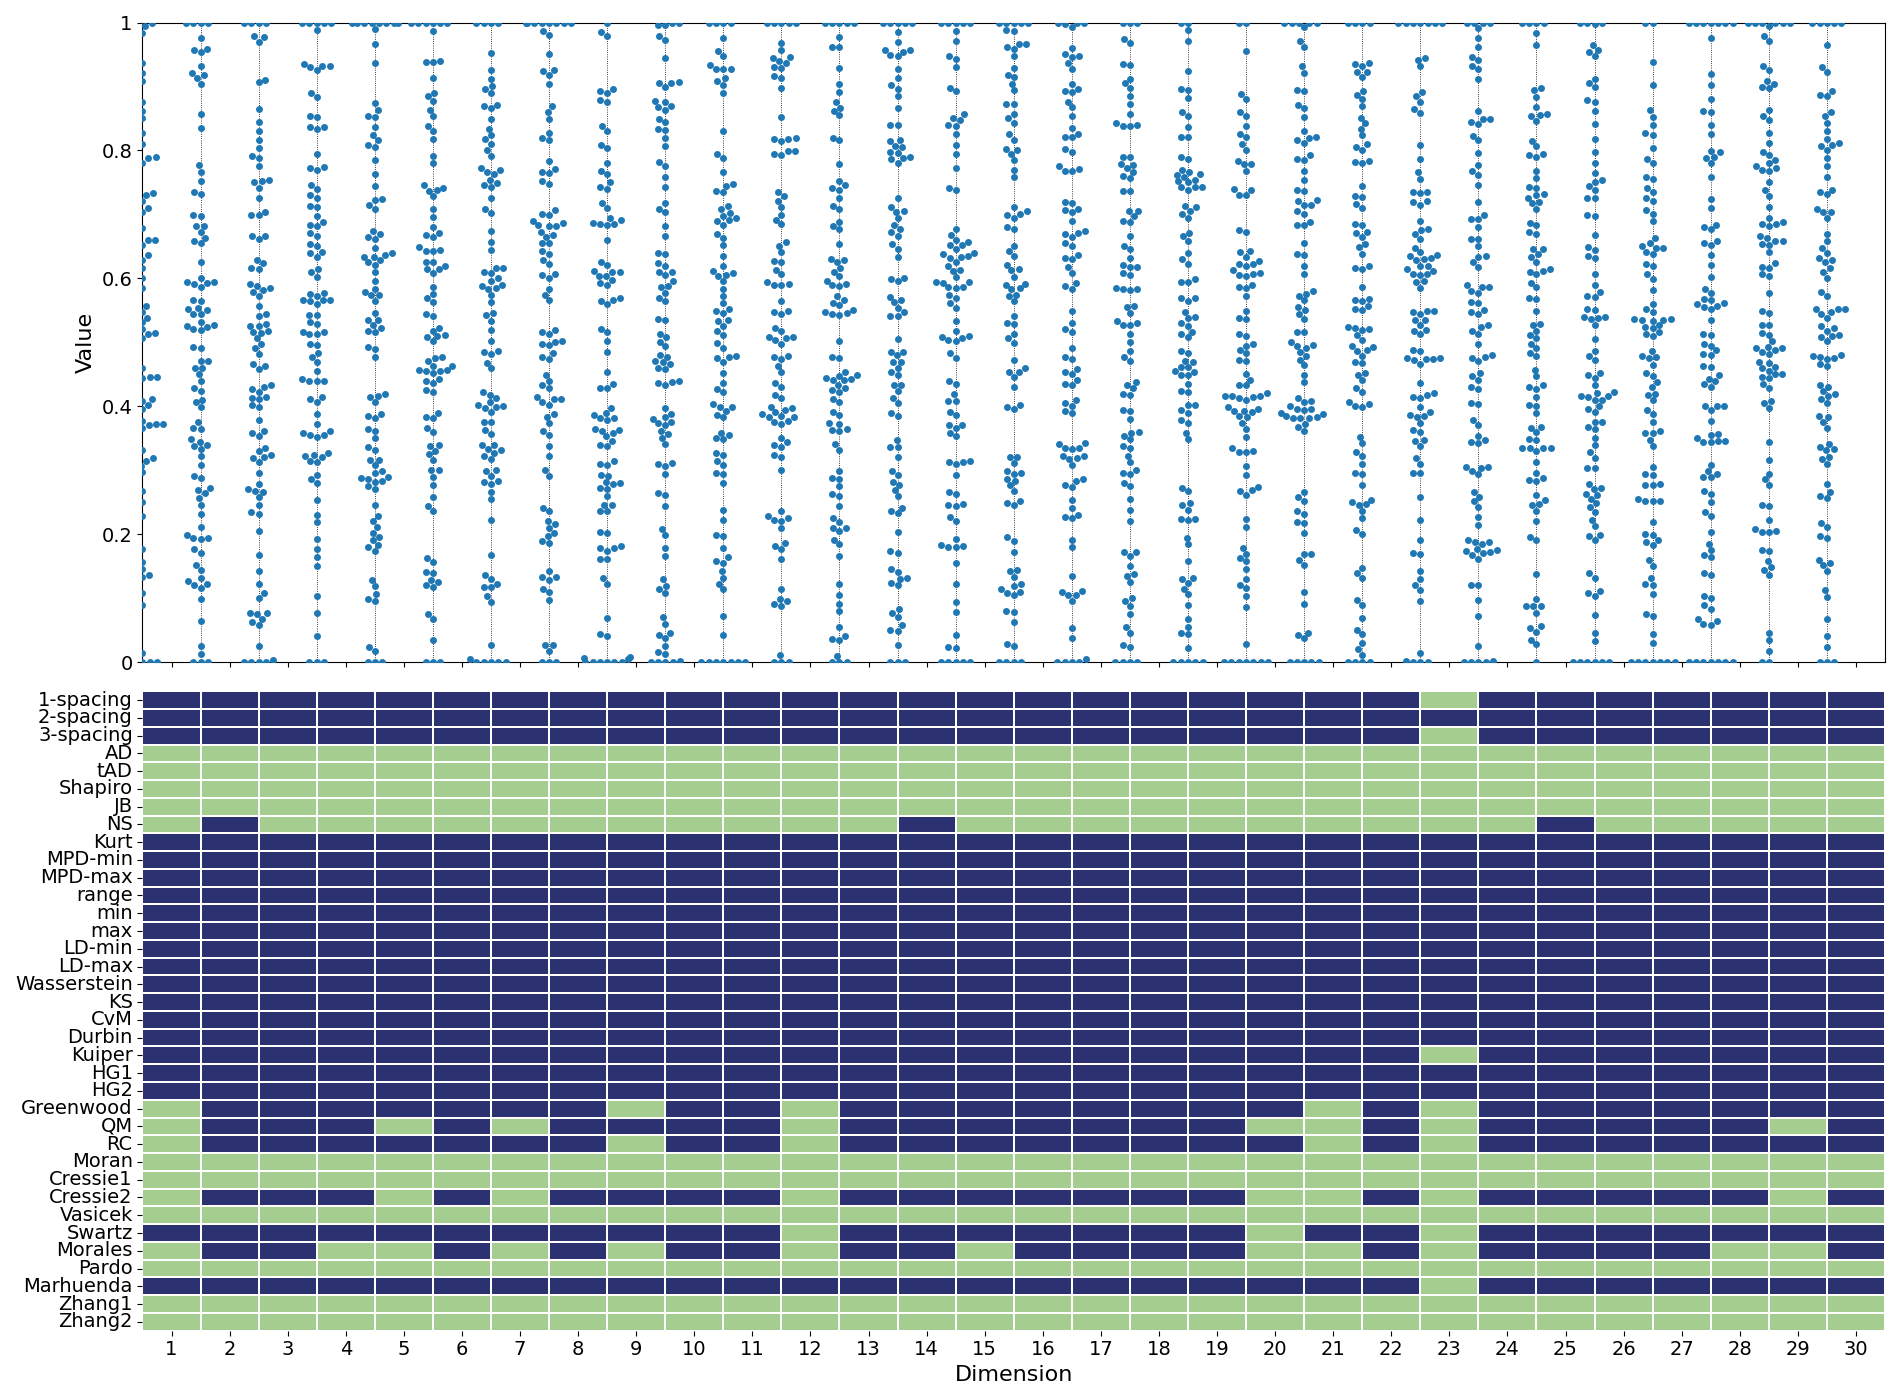 1
0.8
0.6
0.4
0.2
0
Value
1-spacing
2-spacing
3-spacing
AD
tAD
Shapiro
JB
NS
Kurt
MPD-min
MPD-max
range
min
max
LD-min
LD-max
Wasserstein
KS
CvM
Durbin
Kuiper
HG1
HG2
Greenwood
QM
RC
Moran
Cressie1
Cressie2
Vasicek
Swartz
Morales
Pardo
Marhuenda
Zhang1
Zhang2
1 2 3 4 5 6 7 8 9 10 11 12 13 14 15 16 17 18 19 20 21 22 23 24 25 26 27 28 29 30
Dimension